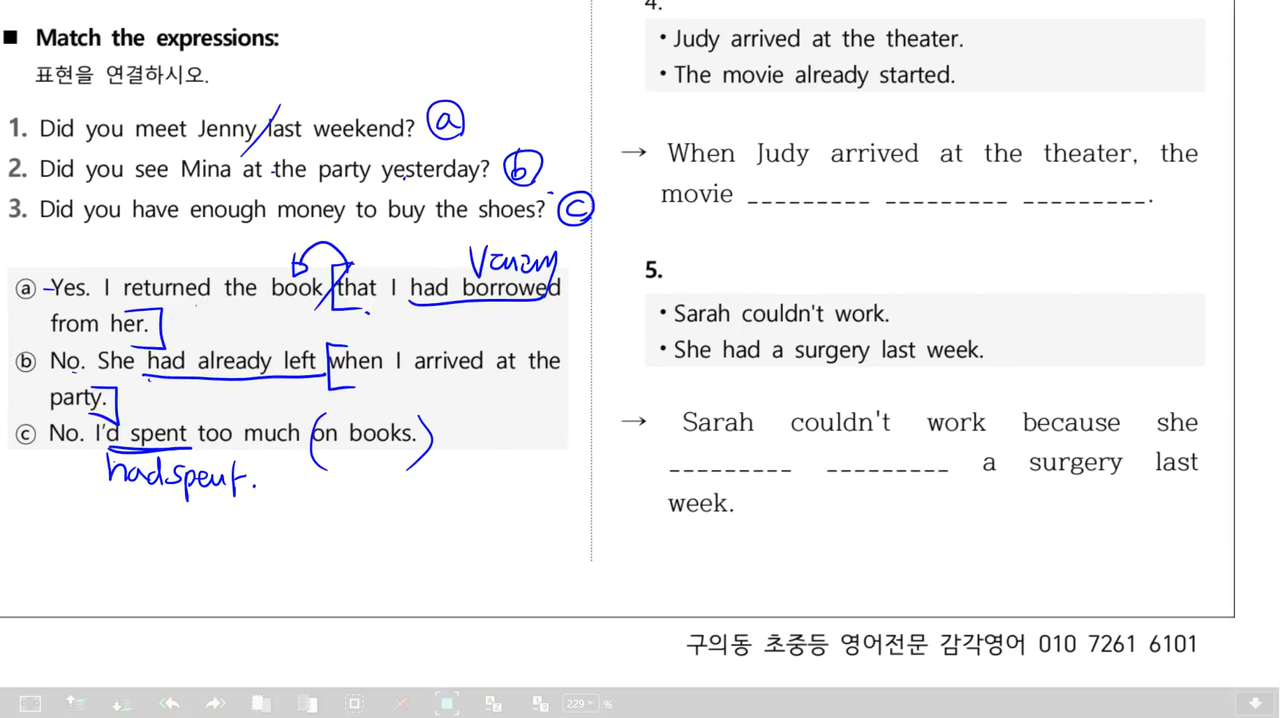 ■ Match the expressions:
표현을 연결하시오.
1. Did you meet Jenny last weekend? ⓐ
2. Did you see Mina at the party yesterday? ⓑ
3. Did you have enough money to buy the shoes? ⓒ
ⓐ Yes. I returned the book that I had borrowed
from her.
ⓑ No. She had already left when I arrived at the
party.
ⓒ No. I'd spent too much on books.
had spent.
4.
• Judy arrived at the theater.
• The movie already started.
→ When Judy arrived at the theater, the
movie _________ _________ _________.
5.
• Sarah couldn't work.
• She had a surgery last week.
→ Sarah couldn't work because she
_________ _________ a surgery last
week.
구의동 초중등 영어전문 감각영어 010 7261 6101
229 %